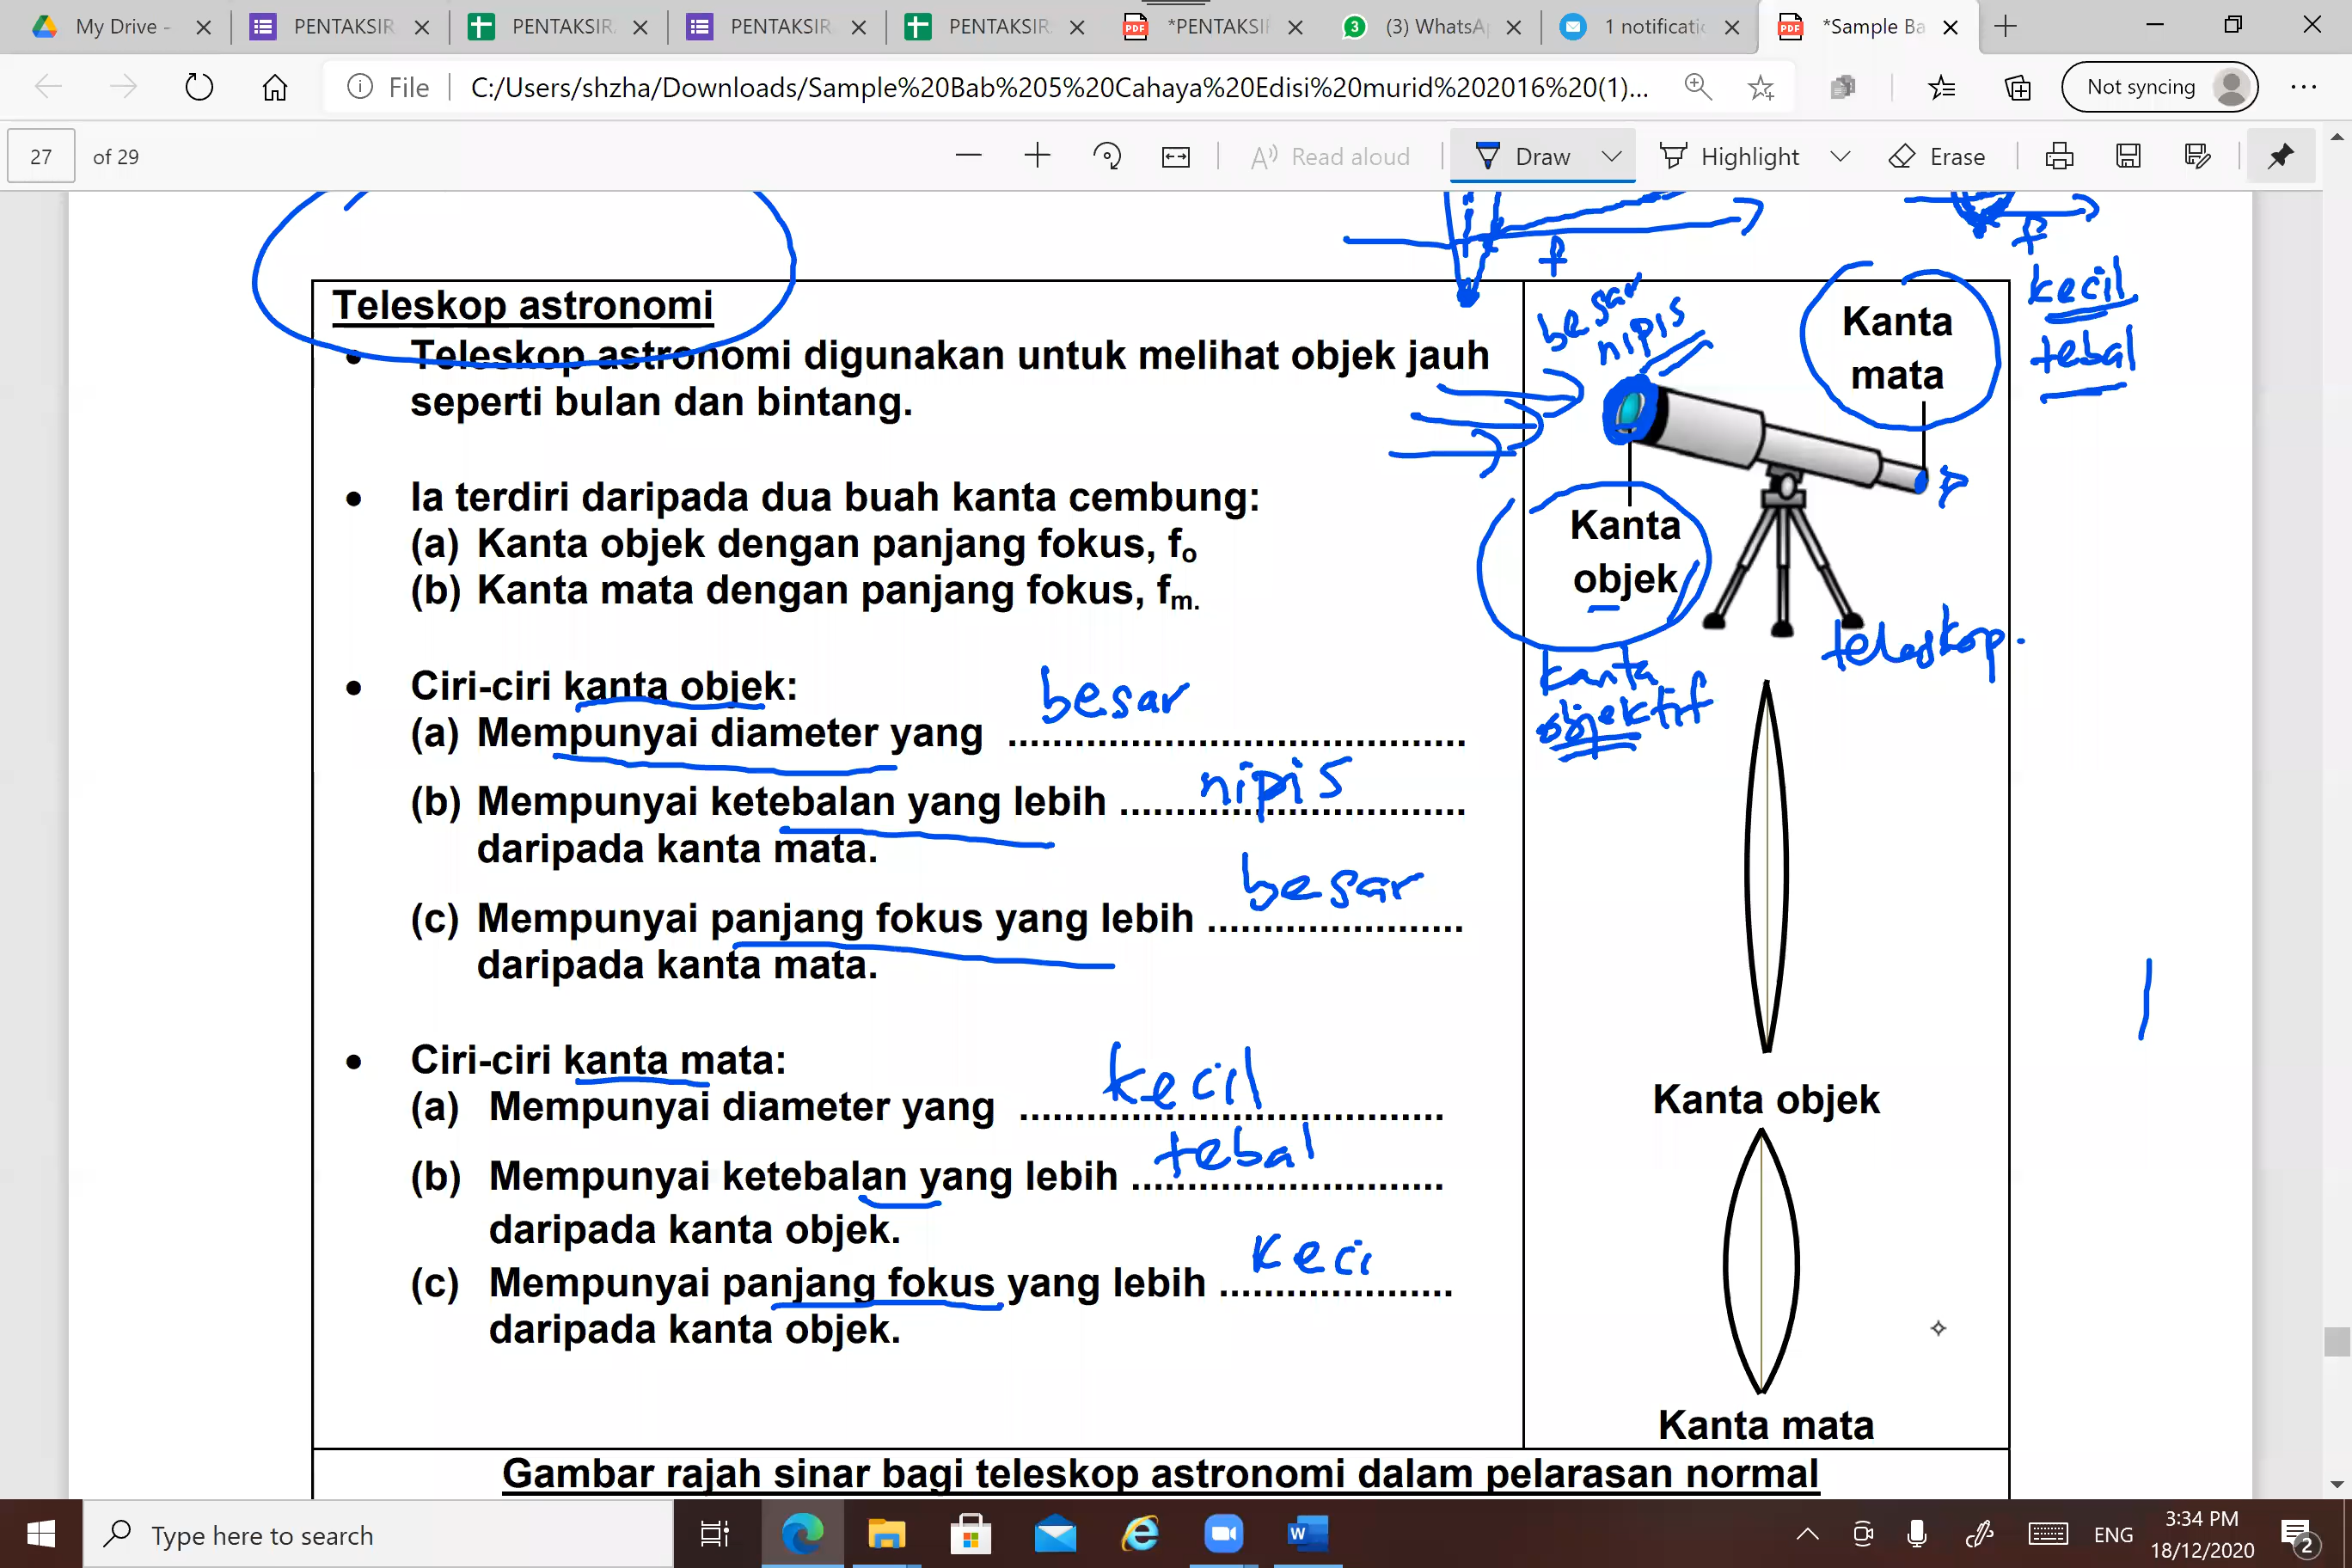 My Drive -
PENTAKSIR
PENTAKSIR
PENTAKSIR
PENTAKSIR
*PENTAKSI
(3) WhatsA
1 notificatio
*Sample Ba
File
C:/Users/shzha/Downloads/Sample%20Bab%205%20Cahaya%20Edisi%20murid%202016%20(1)...
Not syncing
27 of 29
Read aloud
Draw
Highlight
Erase
f
f
kecil
tebal
besar
nipis
Kanta
mata
Teleskop astronomi
• Teleskop astronomi digunakan untuk melihat objek jauh
seperti bulan dan bintang.
• Ia terdiri daripada dua buah kanta cembung:
(a) Kanta objek dengan panjang fokus, fo
(b) Kanta mata dengan panjang fokus, fm.
Kanta
objek
teleskop.
kanta
objektif
• Ciri-ciri kanta objek:
(a) Mempunyai diameter yang besar
(b) Mempunyai ketebalan yang lebih nipis
daripada kanta mata.
(c) Mempunyai panjang fokus yang lebih besar
daripada kanta mata.
• Ciri-ciri kanta mata:
(a) Mempunyai diameter yang kecil
(b) Mempunyai ketebalan yang lebih tebal
daripada kanta objek.
(c) Mempunyai panjang fokus yang lebih keci
daripada kanta objek.
Kanta objek
Kanta mata
Gambar rajah sinar bagi teleskop astronomi dalam pelarasan normal
Type here to search
ENG
3:34 PM
18/12/2020
2